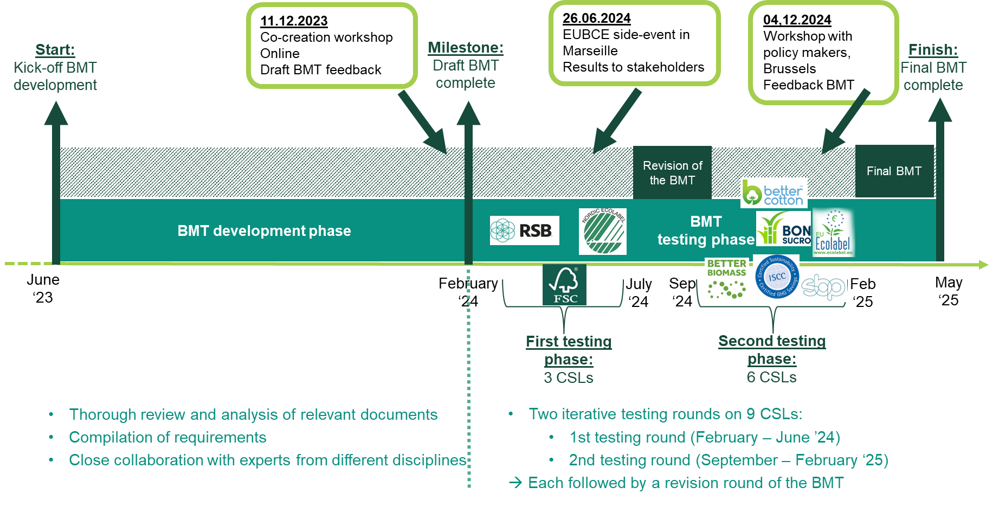 Start:
Kick-off BMT
development
11.12.2023
Co-creation workshop
Online
Draft BMT feedback
Milestone:
Draft BMT
complete
26.06.2024
EUBCE side-event in
Marseille
Results to stakeholders
04,12.2024
Workshop with
policy makers,
Brussels
Feedback BMT
Finish:
Final BMT
complete
Revision of
the BMT
Final BMT
better
cotton
TM
BMT development phase
RSB
NORDIC ECOLABEL
BMT
testing phase
BON
SUCRO
EU
Ecolabel
www.ecolabel.eu
BETTER
BIOMASS
Certified Sustainability
ISCC
Certified GHG Savings
sbp
FSC
®
June
‘23
February
‘24
July
‘24
Sep
‘24
Feb
‘25
May
‘25
First testing
phase:
3 CSLs
Second testing
phase:
6 CSLs
• Thorough review and analysis of relevant documents
• Compilation of requirements
• Close collaboration with experts from different disciplines
• Two iterative testing rounds on 9 CSLs:
• 1st testing round (February – June ’24)
• 2nd testing round (September – February ‘25)
→ Each followed by a revision round of the BMT